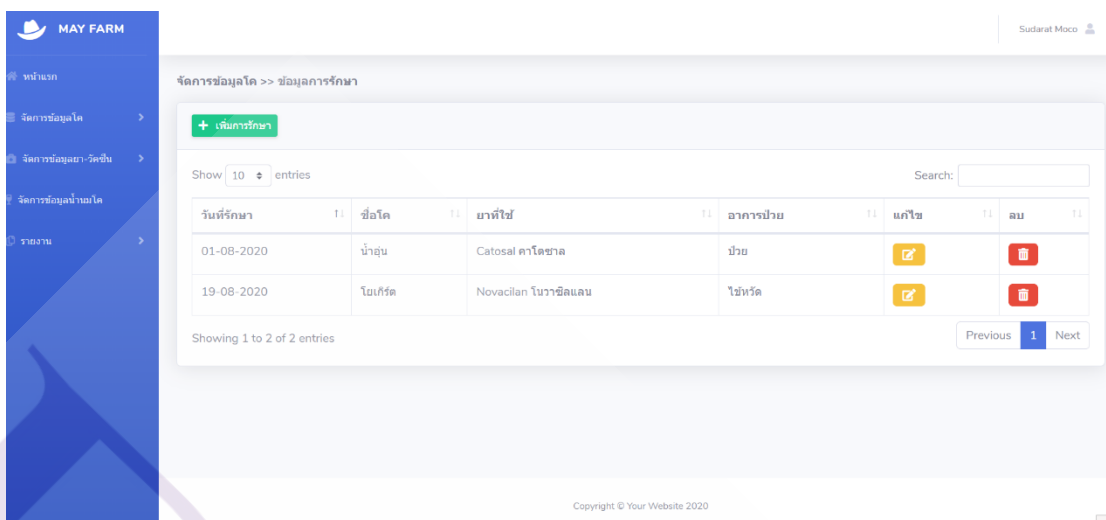 MAY FARM
Sudarat Moco
หน้าแรก
จัดการข้อมูลโค
จัดการข้อมูลยา-วัคซีน
จัดการข้อมูลน้ำนมโค
รายงาน
จัดการข้อมูลโค >> ข้อมูลการรักษา
+ เพิ่มการรักษา
Show 10 entries
Search:
วันที่รักษา ชื่อโค ยาที่ใช้ อาการป่วย แก้ไข ลบ
01-08-2020 น้ำอุ่น Catosal คาโตซาล ป่วย
19-08-2020 โยเกิร์ต Novacilan โนวาซิลแลน ไข้หวัด
Showing 1 to 2 of 2 entries
Previous 1 Next
Copyright © Your Website 2020